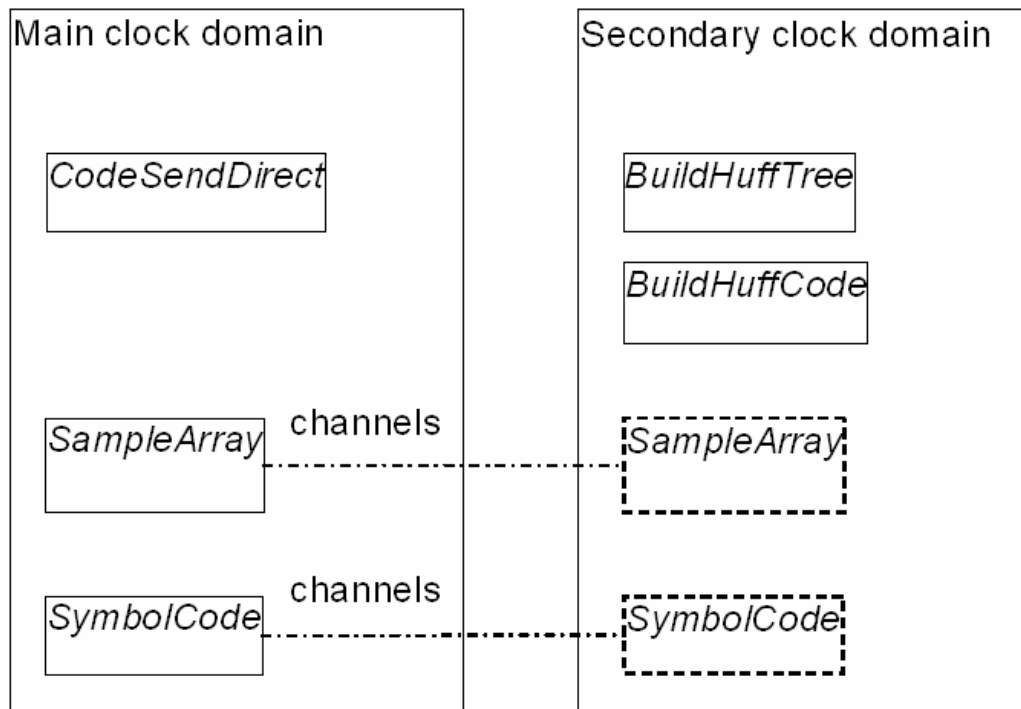 Main clock domain
CodeSendDirect
SampleArray
channels
SymbolCode
channels
Secondary clock domain
BuildHuffTree
BuildHuffCode
SampleArray
SymbolCode